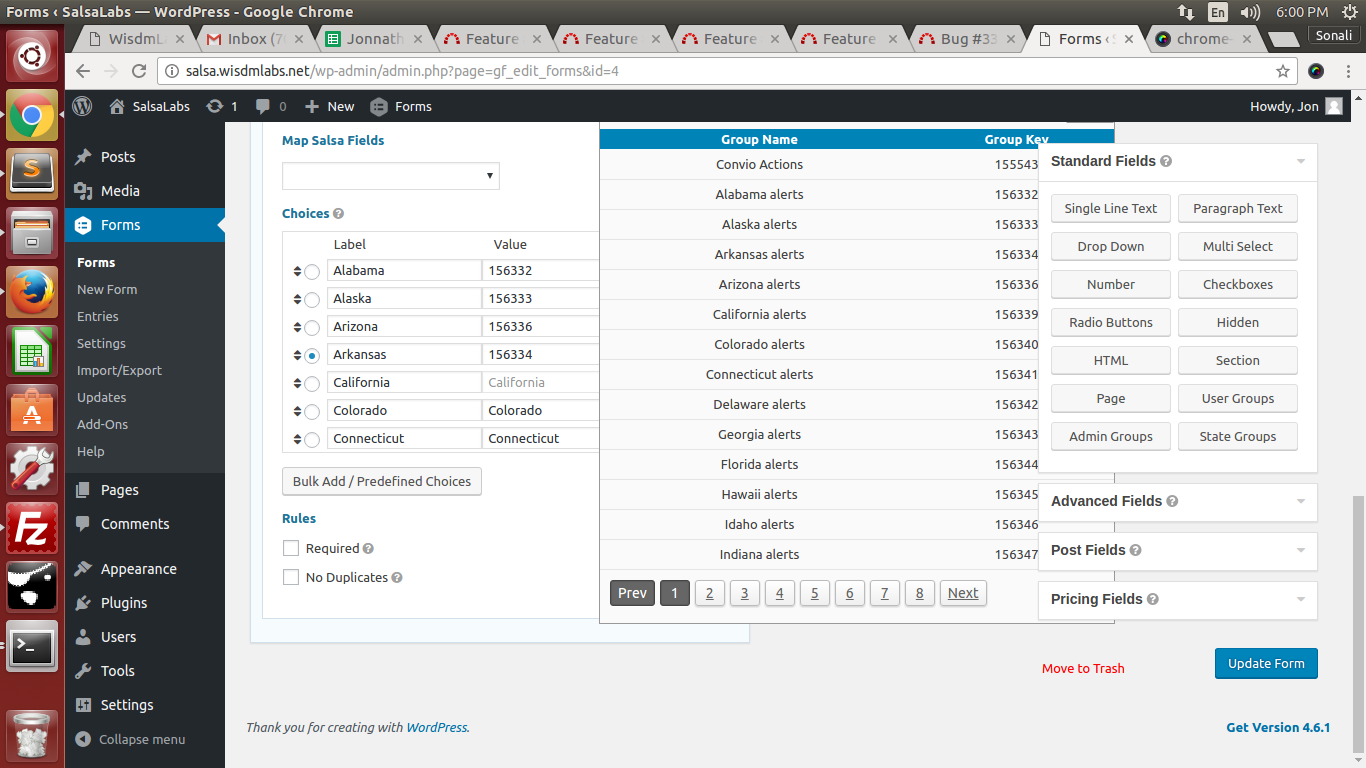 Forms ‹ SalsaLabs — WordPress - Google Chrome
En
6:00 PM
WisdmL
Inbox (7
Jonnath
Feature
Feature
Feature
Feature
Bug #33
Forms ‹ S
chrome-
Sonali
salsa.wisdmlabs.net/wp-admin/admin.php?page=gf_edit_forms&id=4
SalsaLabs
1
0
New
Forms
Howdy, Jon
Posts
Media
Forms
Forms
New Form
Entries
Settings
Import/Export
Updates
Add-Ons
Help
Pages
Comments
Appearance
Plugins
Users
Tools
Settings
Collapse menu
Map Salsa Fields
Choices
Label Value
Alabama 156332
Alaska 156333
Arizona 156336
Arkansas 156334
California California
Colorado Colorado
Connecticut Connecticut
Bulk Add / Predefined Choices
Rules
Required
No Duplicates
Group Name Group Key
Convio Actions 155543
Alabama alerts 156332
Alaska alerts 156333
Arkansas alerts 156334
Arizona alerts 156336
California alerts 156339
Colorado alerts 156340
Connecticut alerts 156341
Delaware alerts 156342
Georgia alerts 156343
Florida alerts 156344
Hawaii alerts 156345
Idaho alerts 156346
Indiana alerts 156347
Prev 1 2 3 4 5 6 7 8 Next
Standard Fields
Single Line Text Paragraph Text
Drop Down Multi Select
Number Checkboxes
Radio Buttons Hidden
HTML Section
Page User Groups
Admin Groups State Groups
Advanced Fields
Post Fields
Pricing Fields
Move to Trash
Update Form
Thank you for creating with WordPress.
Get Version 4.6.1